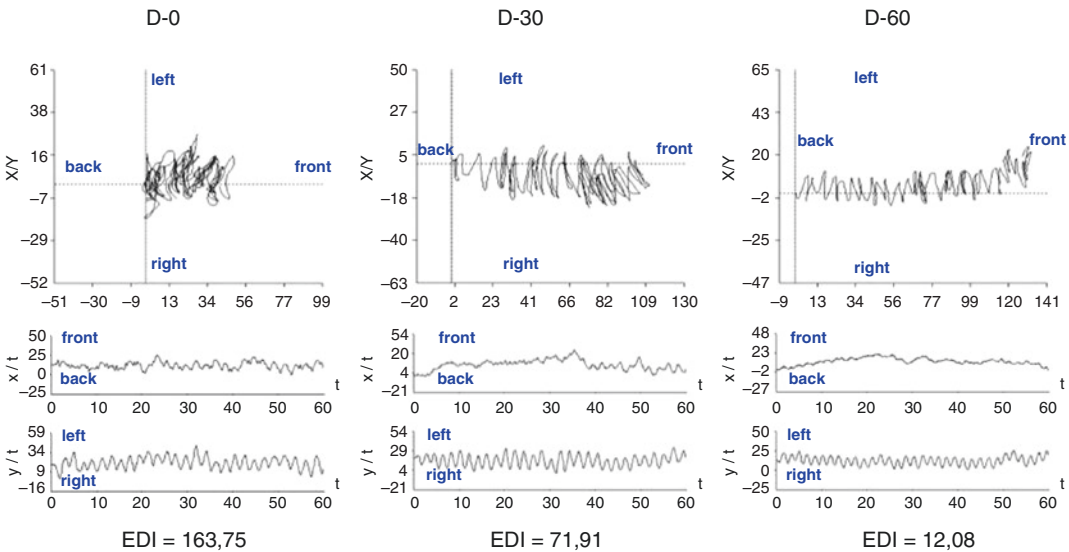 D-0
D-30
D-60
61
38
16
–7
–29
–52
X/Y
left
back
front
right
–51 –30 –9 13 34 56 77 99
50
27
5
–18
–40
–63
X/Y
left
back
front
right
–20 2 23 41 66 82 109 130
65
43
20
–2
–25
–47
X/Y
left
back
front
right
–9 13 34 56 77 99 120 141
50
25
0
–25
x / t
front
back
t
0 10 20 30 40 50 60
54
20
4
–21
x / t
front
back
t
0 10 20 30 40 50 60
48
23
–2
–27
x / t
front
back
t
0 10 20 30 40 50 60
59
34
9
–16
y / t
left
right
t
0 10 20 30 40 50 60
54
29
4
–21
y / t
left
right
t
0 10 20 30 40 50 60
50
25
0
–25
y / t
left
right
t
0 10 20 30 40 50 60
EDI = 163,75
EDI = 71,91
EDI = 12,08